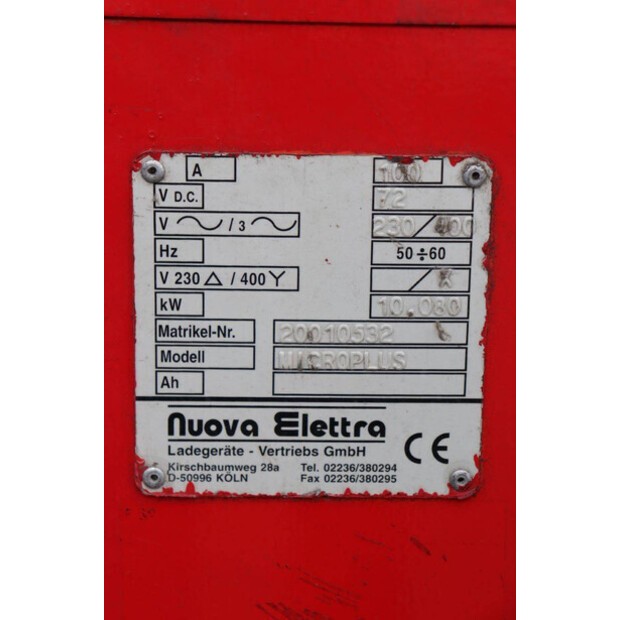 A
V D.C. 72
V / 3 230/400
Hz 50÷60
V 230 △ / 400 Y / X
kW 10.080
Matrikel-Nr. 20010532
Modell MICROPLUS
Ah
Nuova Elettra
Ladegeräte - Vertriebs GmbH
Kirschbaumweg 28a Tel. 02236/380294
D-50996 KÖLN Fax 02236/380295
CE